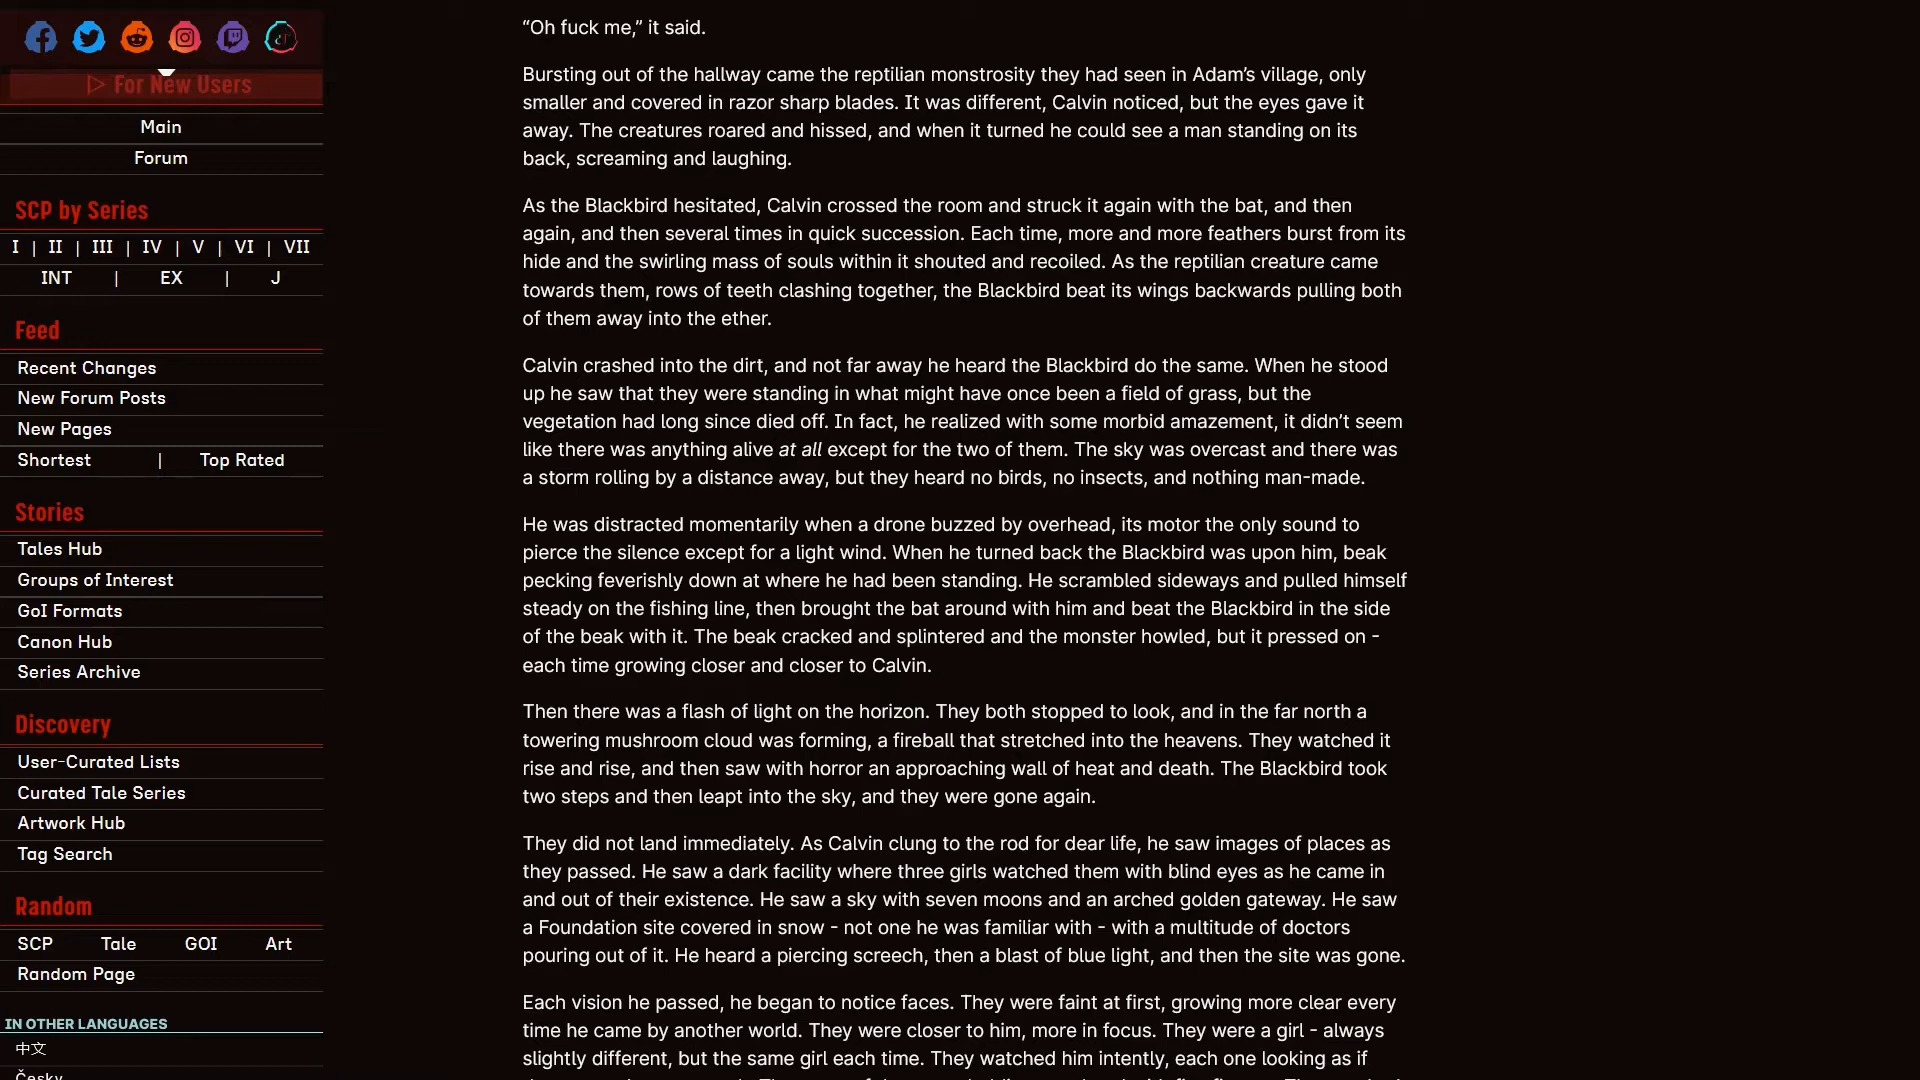 ▷ For New Users
Main
Forum
SCP by Series
I | II | III | IV | V | VI | VII
INT | EX | J
Feed
Recent Changes
New Forum Posts
New Pages
Shortest | Top Rated
Stories
Tales Hub
Groups of Interest
GoI Formats
Canon Hub
Series Archive
Discovery
User-Curated Lists
Curated Tale Series
Artwork Hub
Tag Search
Random
SCP Tale GOI Art
Random Page
IN OTHER LANGUAGES
中文
Česky
“Oh fuck me,” it said.
Bursting out of the hallway came the reptilian monstrosity they had seen in Adam’s village, only
smaller and covered in razor sharp blades. It was different, Calvin noticed, but the eyes gave it
away. The creatures roared and hissed, and when it turned he could see a man standing on its
back, screaming and laughing.
As the Blackbird hesitated, Calvin crossed the room and struck it again with the bat, and then
again, and then several times in quick succession. Each time, more and more feathers burst from its
hide and the swirling mass of souls within it shouted and recoiled. As the reptilian creature came
towards them, rows of teeth clashing together, the Blackbird beat its wings backwards pulling both
of them away into the ether.
Calvin crashed into the dirt, and not far away he heard the Blackbird do the same. When he stood
up he saw that they were standing in what might have once been a field of grass, but the
vegetation had long since died off. In fact, he realized with some morbid amazement, it didn’t seem
like there was anything alive at all except for the two of them. The sky was overcast and there was
a storm rolling by a distance away, but they heard no birds, no insects, and nothing man-made.
He was distracted momentarily when a drone buzzed by overhead, its motor the only sound to
pierce the silence except for a light wind. When he turned back the Blackbird was upon him, beak
pecking feverishly down at where he had been standing. He scrambled sideways and pulled himself
steady on the fishing line, then brought the bat around with him and beat the Blackbird in the side
of the beak with it. The beak cracked and splintered and the monster howled, but it pressed on -
each time growing closer and closer to Calvin.
Then there was a flash of light on the horizon. They both stopped to look, and in the far north a
towering mushroom cloud was forming, a fireball that stretched into the heavens. They watched it
rise and rise, and then saw with horror an approaching wall of heat and death. The Blackbird took
two steps and then leapt into the sky, and they were gone again.
They did not land immediately. As Calvin clung to the rod for dear life, he saw images of places as
they passed. He saw a dark facility where three girls watched them with blind eyes as he came in
and out of their existence. He saw a sky with seven moons and an arched golden gateway. He saw
a Foundation site covered in snow - not one he was familiar with - with a multitude of doctors
pouring out of it. He heard a piercing screech, then a blast of blue light, and then the site was gone.
Each vision he passed, he began to notice faces. They were faint at first, growing more clear every
time he came by another world. They were closer to him, more in focus. They were a girl - always
slightly different, but the same girl each time. They watched him intently, each one looking as if